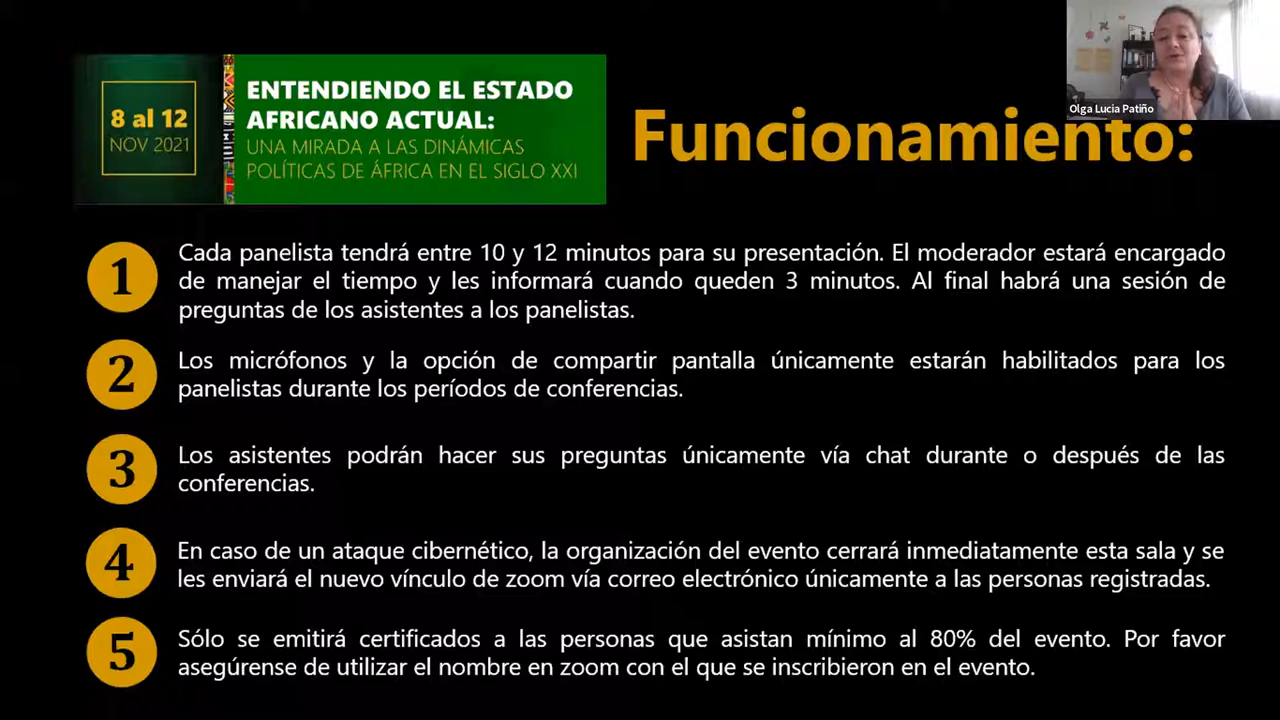 8 al 12
NOV 2021
ENTENDIENDO EL ESTADO
AFRICANO ACTUAL:
UNA MIRADA A LAS DINÁMICAS
POLÍTICAS DE ÁFRICA EN EL SIGLO XXI
Funcionamiento:
Olga Lucia Patiño
1
Cada panelista tendrá entre 10 y 12 minutos para su presentación. El moderador estará encargado
de manejar el tiempo y les informará cuando queden 3 minutos. Al final habrá una sesión de
preguntas de los asistentes a los panelistas.
2
Los micrófonos y la opción de compartir pantalla únicamente estarán habilitados para los
panelistas durante los períodos de conferencias.
3
Los asistentes podrán hacer sus preguntas únicamente vía chat durante o después de las
conferencias.
4
En caso de un ataque cibernético, la organización del evento cerrará inmediatamente esta sala y se
les enviará el nuevo vínculo de zoom vía correo electrónico únicamente a las personas registradas.
5
Sólo se emitirá certificados a las personas que asistan mínimo al 80% del evento. Por favor
asegúrense de utilizar el nombre en zoom con el que se inscribieron en el evento.